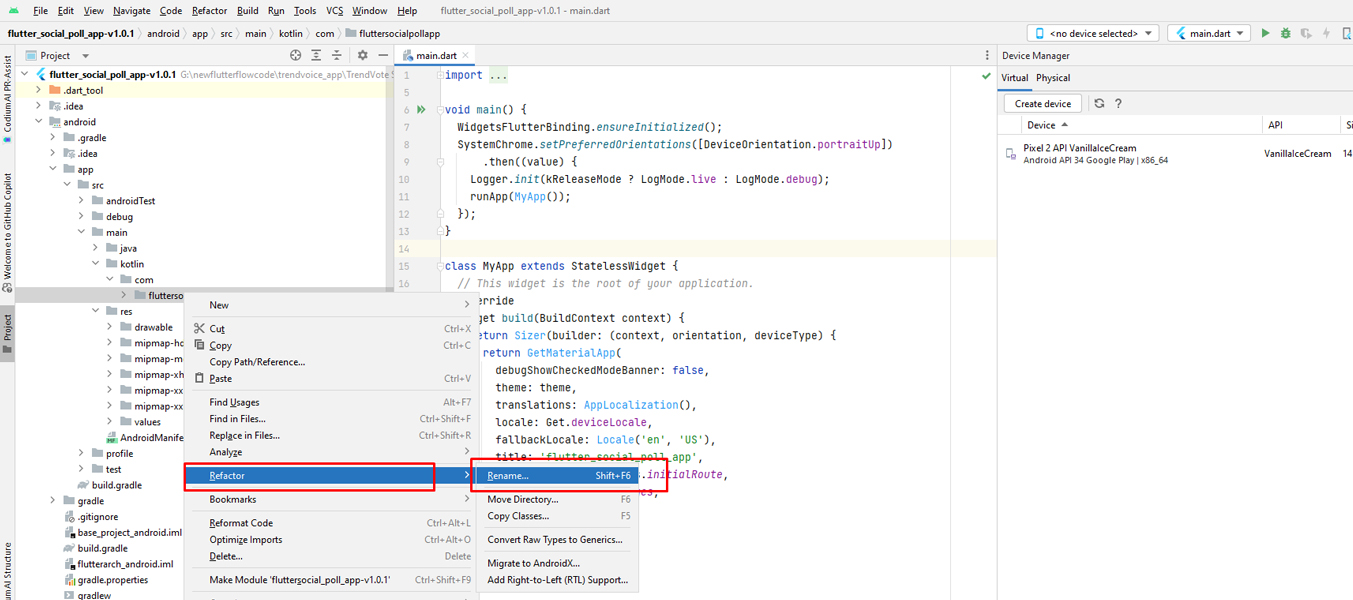 File Edit View Navigate Code Refactor Build Run Tools VCS Window Help flutter_social_poll_app-v1.0.1 - main.dart
flutter_social_poll_app-v1.0.1 android app src main kotlin com fluttersocialpollapp <no device selected> main.dart
Project main.dart Device Manager
CodiumAI PR-Assist
Welcome to GitHub Copilot
Project
AI Structure
flutter_social_poll_app-v1.0.1 G:\newflutterflowcode\trendvoice_app\TrendVote S
.dart_tool
.idea
android
.gradle
.idea
app
src
androidTest
debug
main
java
kotlin
com
flutterso
res
drawable
mipmap-hd
mipmap-m
mipmap-xh
mipmap-xx
mipmap-xx
values
AndroidManife
profile
test
build.gradle
gradle
.gitignore
base_project_android.iml
build.gradle
flutterarch_android.iml
gradle.properties
gradlew
New
Cut Ctrl+X
Copy Ctrl+C
Copy Path/Reference...
Paste Ctrl+V
Find Usages Alt+F7
Find in Files... Ctrl+Shift+F
Replace in Files... Ctrl+Shift+R
Analyze
Refactor
Bookmarks
Reformat Code Ctrl+Alt+L
Optimize Imports Ctrl+Alt+O
Delete... Delete
Make Module 'fluttersocial_poll_app-v1.0.1' Ctrl+Shift+F9
Rename... Shift+F6
Move Directory... F6
Copy Classes... F5
Convert Raw Types to Generics...
Migrate to AndroidX...
Add Right-to-Left (RTL) Support...
1 import ...
5
6 void main() {
7 WidgetsFlutterBinding.ensureInitialized();
8 SystemChrome.setPreferredOrientations([DeviceOrientation.portraitUp])
9 .then((value) {
10 Logger.init(kReleaseMode ? LogMode.live : LogMode.debug);
11 runApp(MyApp());
12 });
13 }
14
15 class MyApp extends StatelessWidget {
16 // This widget is the root of your application.
erride
get build(BuildContext context) {
eturn Sizer(builder: (context, orientation, deviceType) {
return GetMaterialApp(
debugShowCheckedModeBanner: false,
theme: theme,
translations: AppLocalization(),
locale: Get.deviceLocale,
fallbackLocale: Locale('en', 'US'),
title: 'flutter_social_poll_app',
.initialRoute,
es,
Virtual Physical
Create device ?
Device API Si
Pixel 2 API VanillaIceCream VanillaIceCream 14
Android API 34 Google Play | x86_64